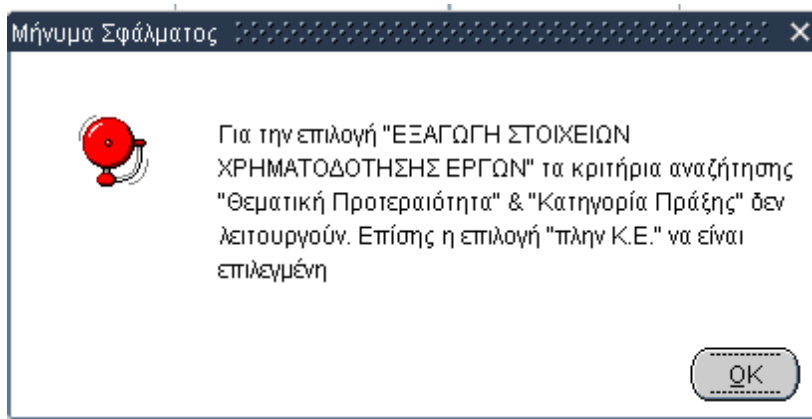 Μήνυμα Σφάλματος
Για την επιλογή "ΕΞΑΓΩΓΗ ΣΤΟΙΧΕΙΩΝ
ΧΡΗΜΑΤΟΔΟΤΗΣΗΣ ΕΡΓΩΝ" τα κριτήρια αναζήτησης
"Θεματική Προτεραιότητα" & "Κατηγορία Πράξης" δεν
λειτουργούν. Επίσης η επιλογή "πλην Κ.Ε." να είναι
επιλεγμένη
OK